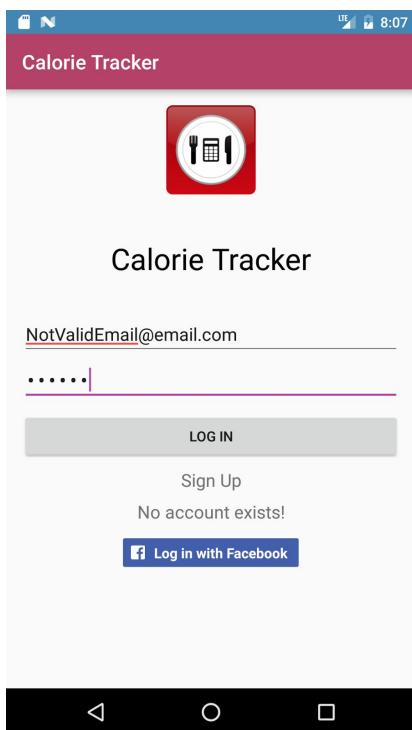 LTE 8:07
Calorie Tracker
Calorie Tracker
NotValidEmail@email.com
••••••
LOG IN
Sign Up
No account exists!
f Log in with Facebook